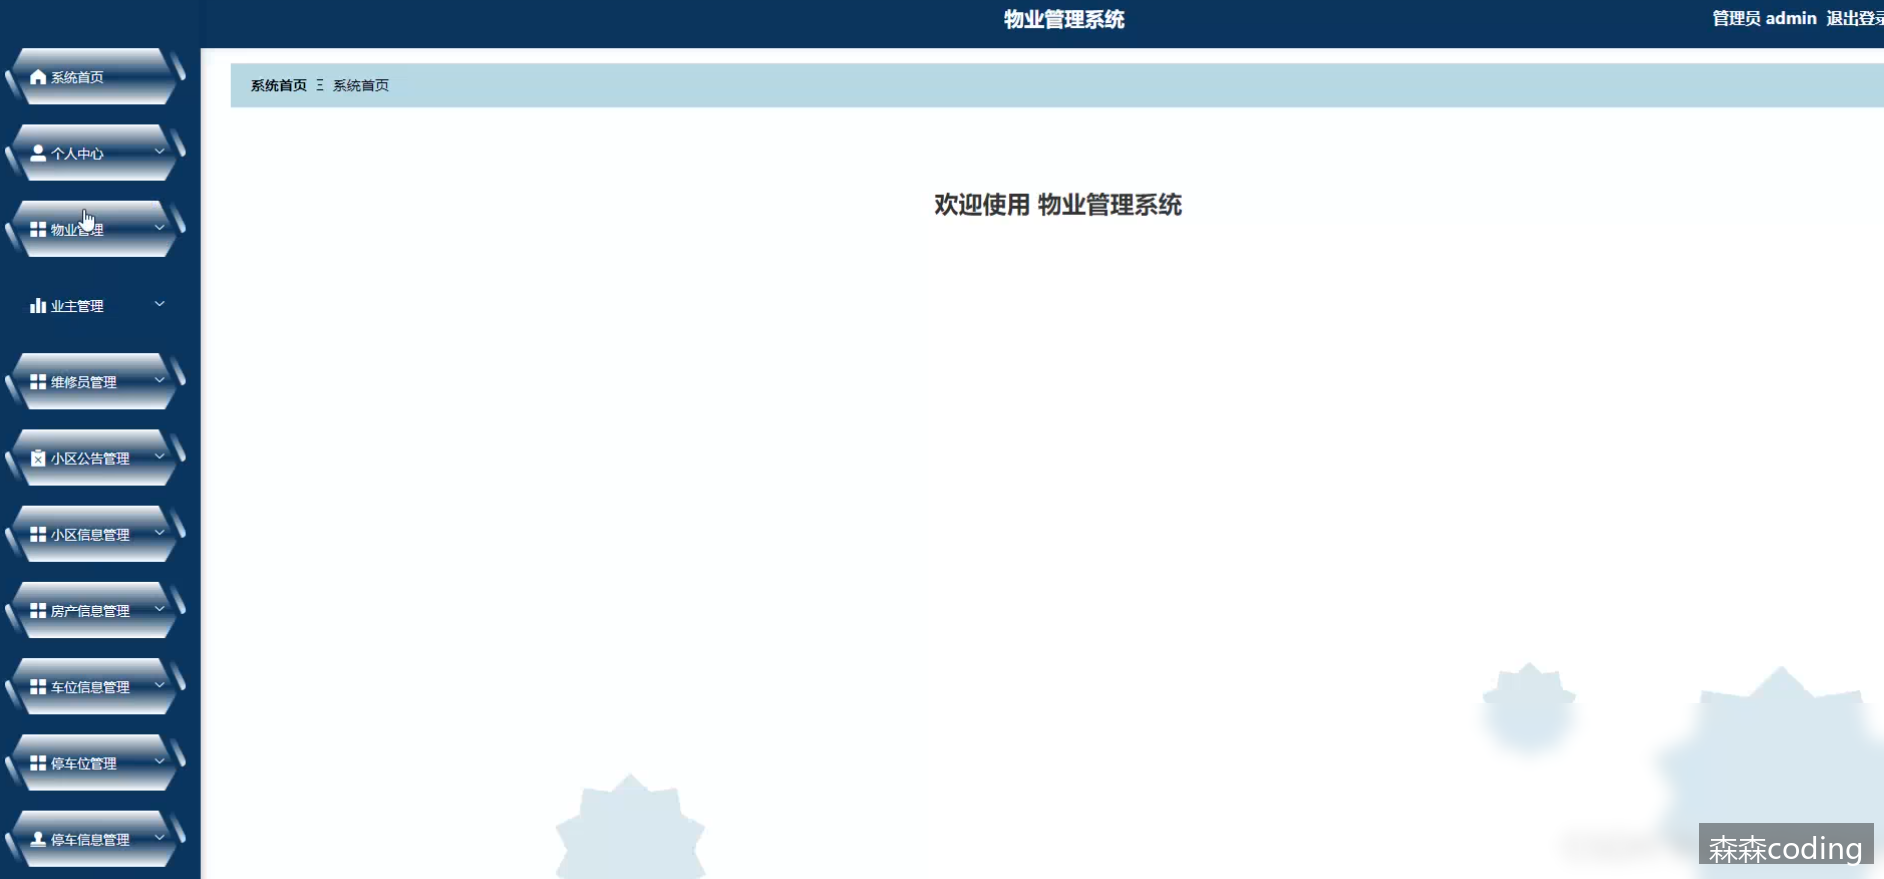 物业管理系统
管理员 admin 退出登录
系统首页
个人中心
物业管理
业主管理
维修员管理
小区公告管理
小区信息管理
房产信息管理
车位信息管理
停车位管理
停车信息管理
系统首页 Ξ 系统首页
欢迎使用 物业管理系统
森森coding